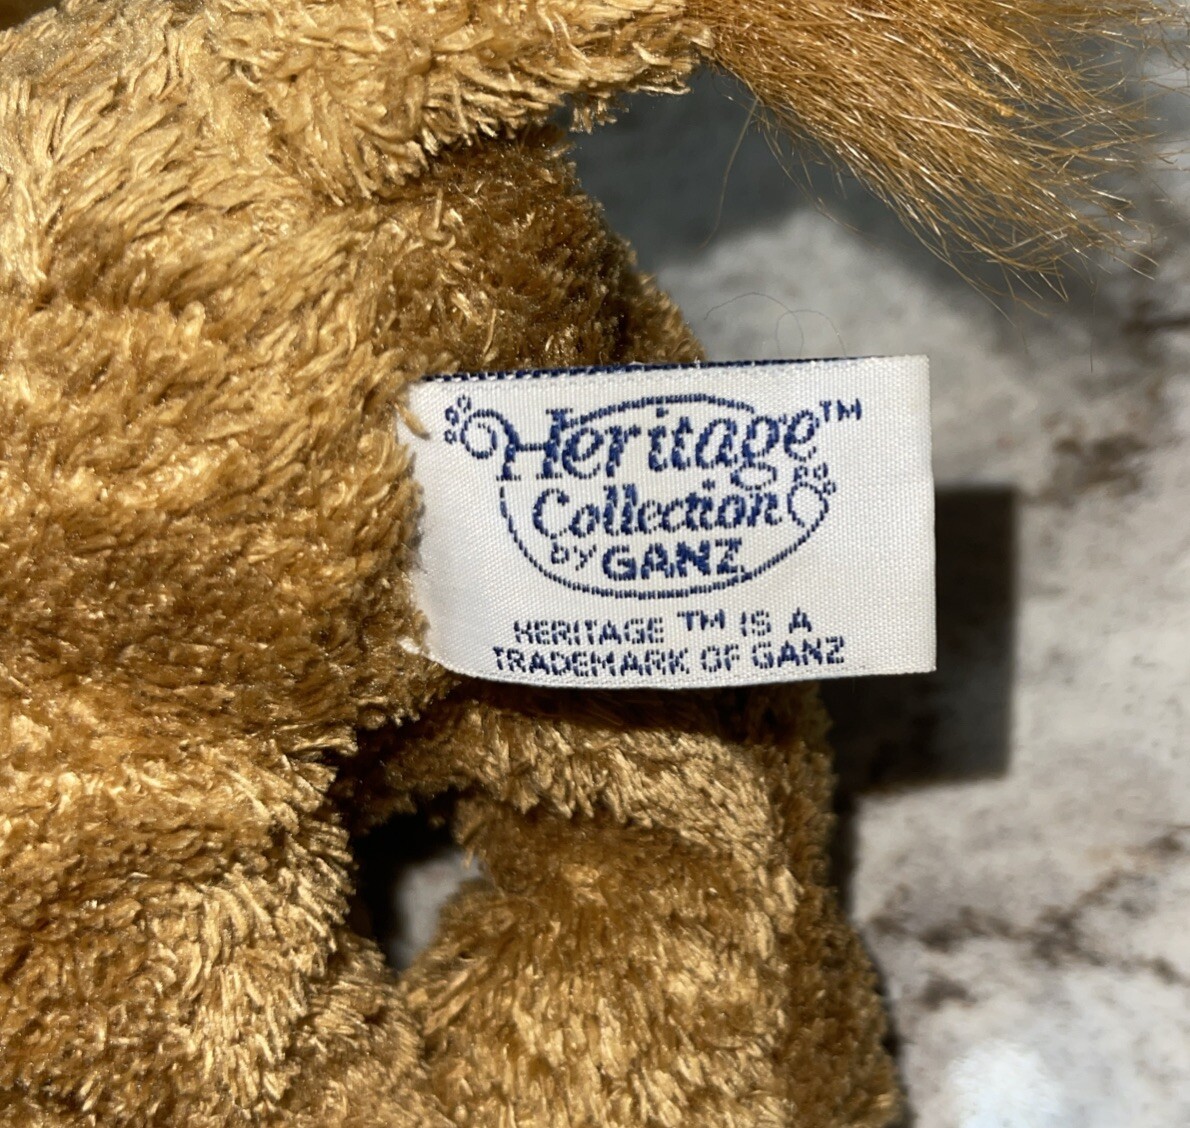 Heritage™
Collection
by GANZ
HERITAGE ™ IS A
TRADEMARK OF GANZ